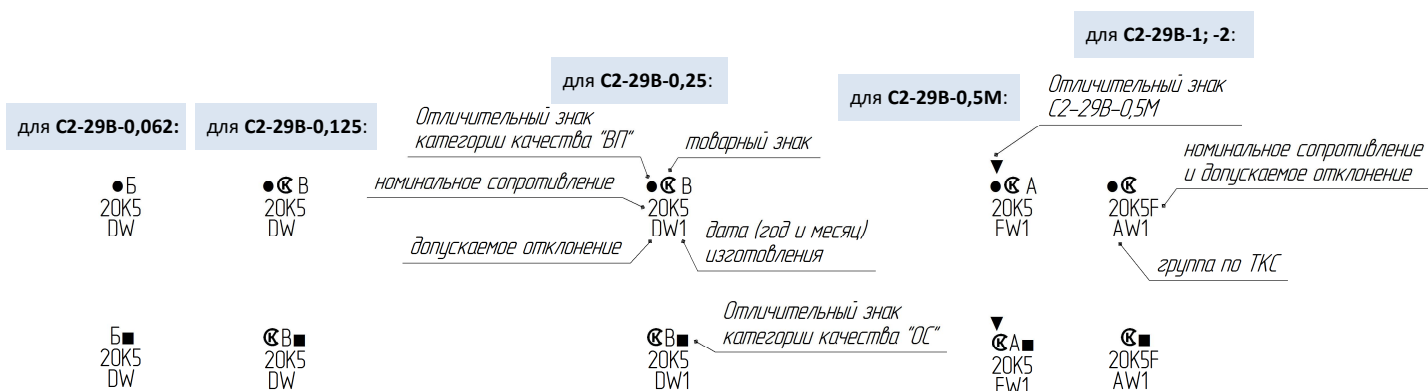 для С2-29В-1; -2:
для С2-29В-0,25:
для С2-29В-0,5М:
для С2-29В-0,062:
для С2-29В-0,125:
Отличительный знак
С2-29В-0,5М
Отличительный знак
категории качества "ВП"
товарный знак
номинальное сопротивление
номинальное сопротивление
и допускаемое отклонение
●Б
20К5
DW
●К В
20К5
DW
●К В
20К5
DW1
▼
●К А
20К5
FW1
●К
20К5F
AW1
допускаемое отклонение
дата (год и месяц)
изготовления
группа по ТКС
Отличительный знак
категории качества "ОС"
Б■
20К5
DW
КВ■
20К5
DW
КВ■
20К5
DW1
▼
КА■
20К5
FW1
К■
20К5F
AW1